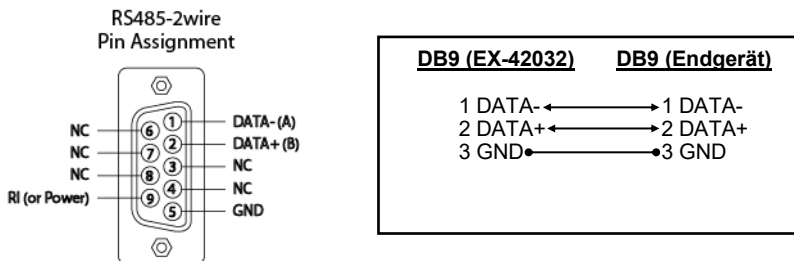 RS485-2wire
Pin Assignment
NC
NC
NC
RI (or Power)
6
7
8
9
1
2
3
4
5
DATA- (A)
DATA+ (B)
NC
NC
GND
DB9 (EX-42032) DB9 (Endgerät)
1 DATA- 1 DATA-
2 DATA+ 2 DATA+
3 GND 3 GND